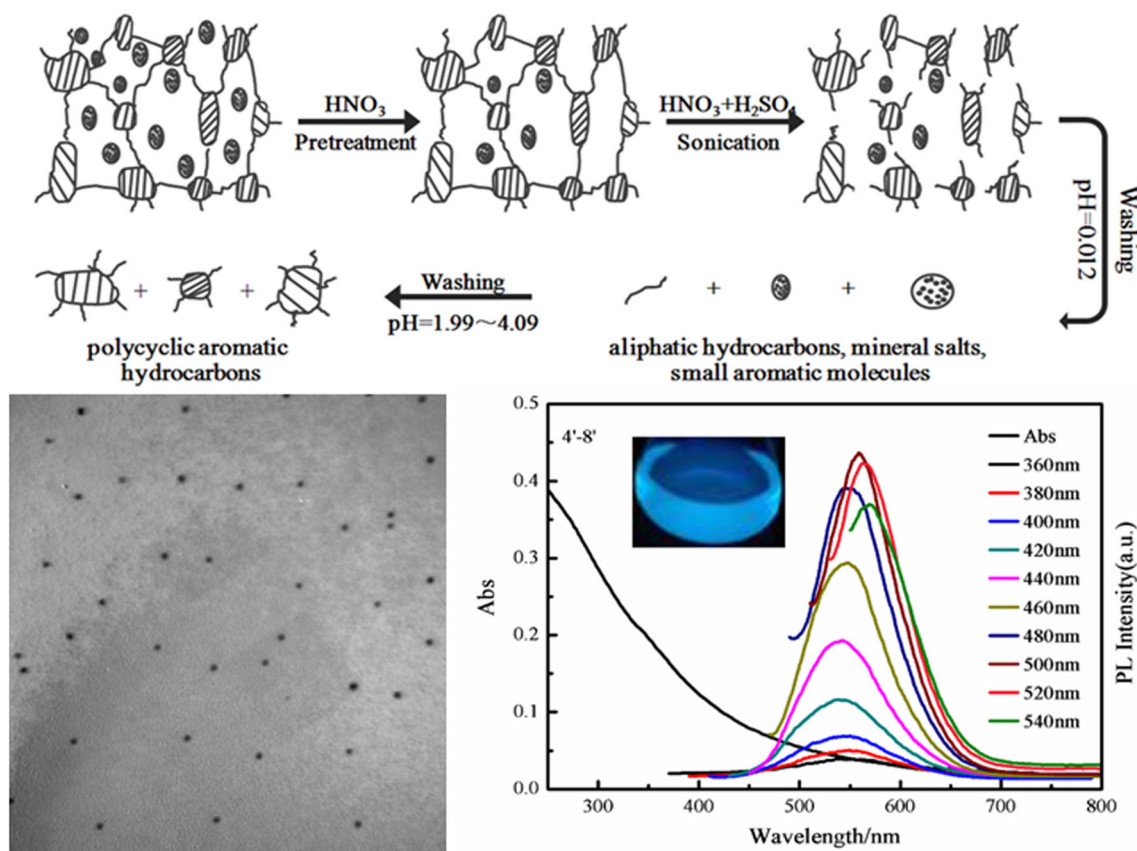 HNO₃
Pretreatment
HNO₃+H₂SO₄
Sonication
Washing
pH=0.012
Washing
pH=1.99～4.09
+ +
polycyclic aromatic
hydrocarbons
+ +
aliphatic hydrocarbons, mineral salts,
small aromatic molecules
4'-8'
Abs
0.5
0.4
0.3
0.2
0.1
0.0
300 400 500 600 700 800
Wavelength/nm
PL Intensity(a.u.)
Abs
360nm
380nm
400nm
420nm
440nm
460nm
480nm
500nm
520nm
540nm